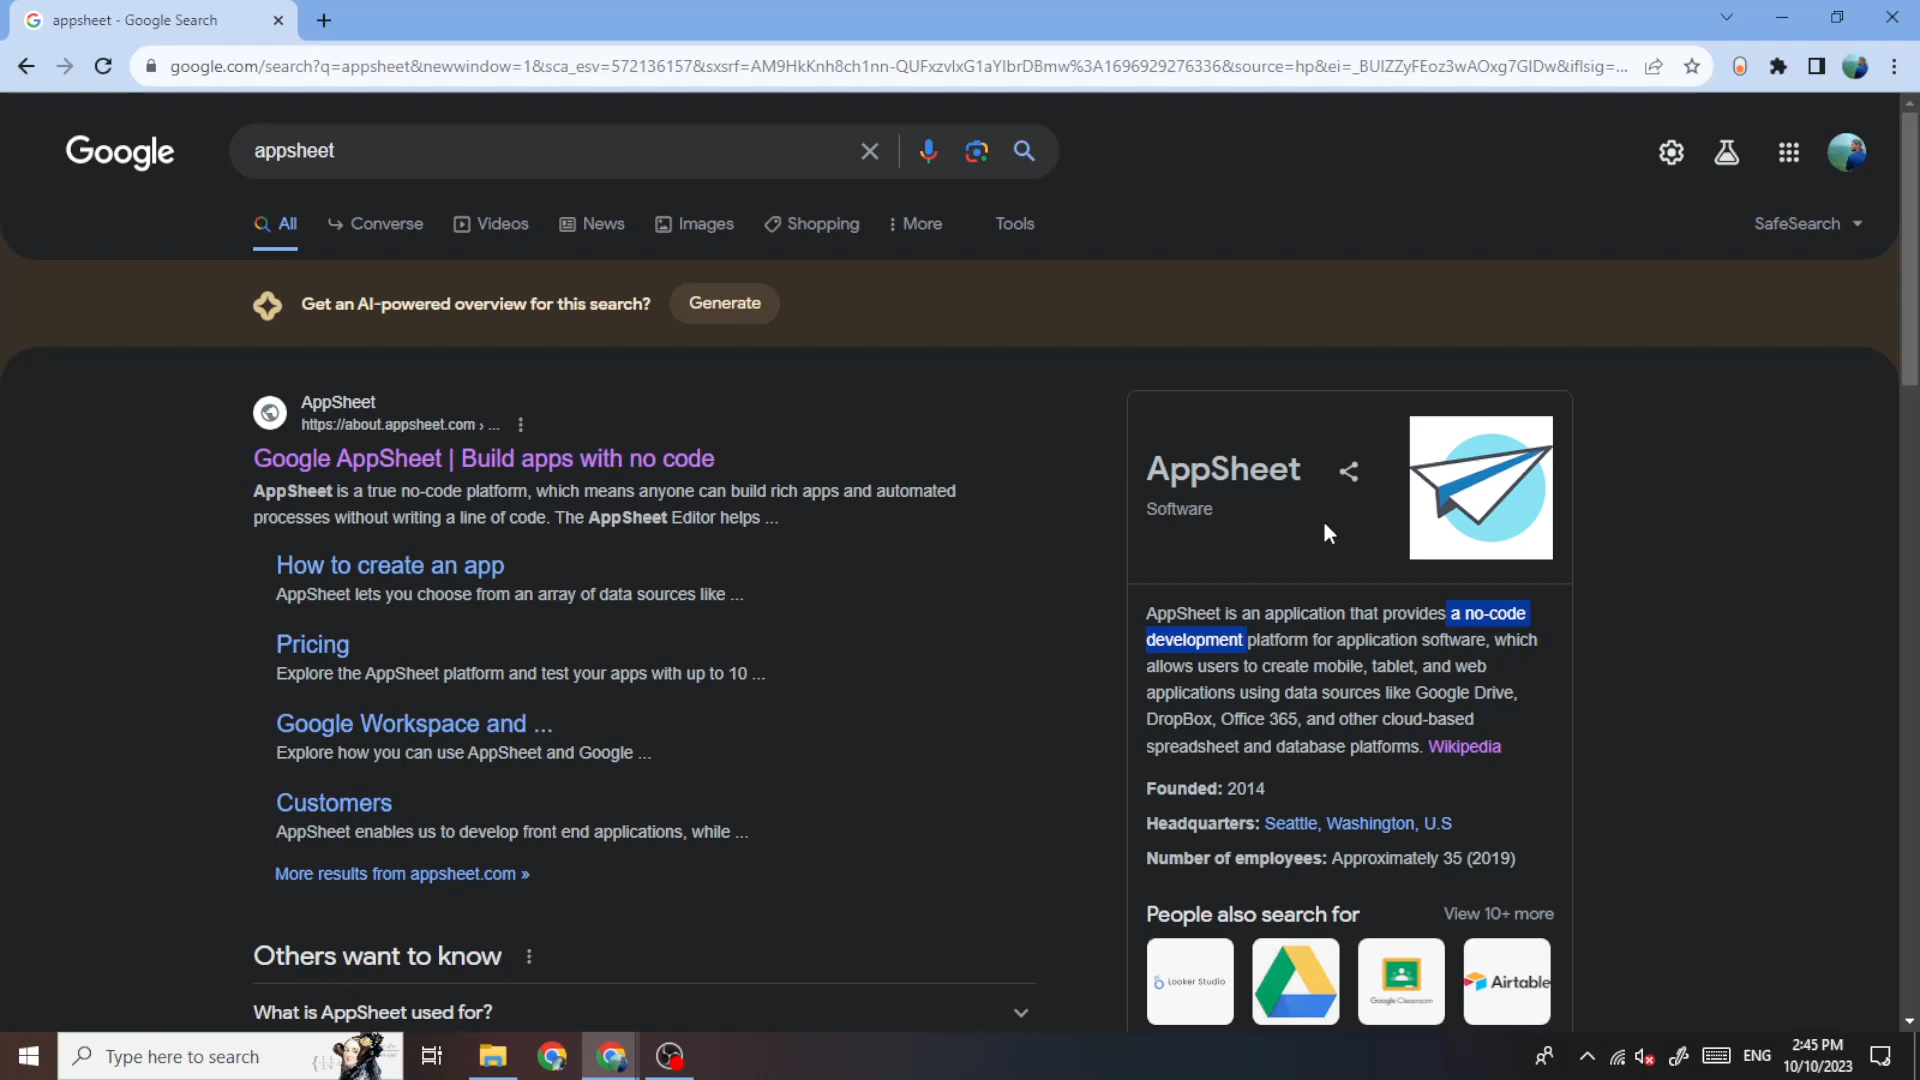 appsheet - Google Search
google.com/search?q=appsheet&newwindow=1&sca_esv=572136157&sxsrf=AM9HkKnh8ch1nn-QUFxzvlxG1aYlbrDBmw%3A1696929276336&source=hp&ei=_BUlZZyFEoz3wAOxg7GIDw&iflsig=...
Google
appsheet
All
Converse
Videos
News
Images
Shopping
More
Tools
SafeSearch
Get an AI-powered overview for this search?
Generate
AppSheet
https://about.appsheet.com › ...
Google AppSheet | Build apps with no code
AppSheet is a true no-code platform, which means anyone can build rich apps and automated
processes without writing a line of code. The AppSheet Editor helps ...
How to create an app
AppSheet lets you choose from an array of data sources like ...
Pricing
Explore the AppSheet platform and test your apps with up to 10 ...
Google Workspace and ...
Explore how you can use AppSheet and Google ...
Customers
AppSheet enables us to develop front end applications, while ...
More results from appsheet.com »
Others want to know
What is AppSheet used for?
AppSheet
Software
AppSheet is an application that provides a no-code
development platform for application software, which
allows users to create mobile, tablet, and web
applications using data sources like Google Drive,
DropBox, Office 365, and other cloud-based
spreadsheet and database platforms. Wikipedia
Founded: 2014
Headquarters: Seattle, Washington, U.S
Number of employees: Approximately 35 (2019)
People also search for
View 10+ more
Looker Studio
Google Classroom
Airtable
Type here to search
ENG
2:45 PM
10/10/2023